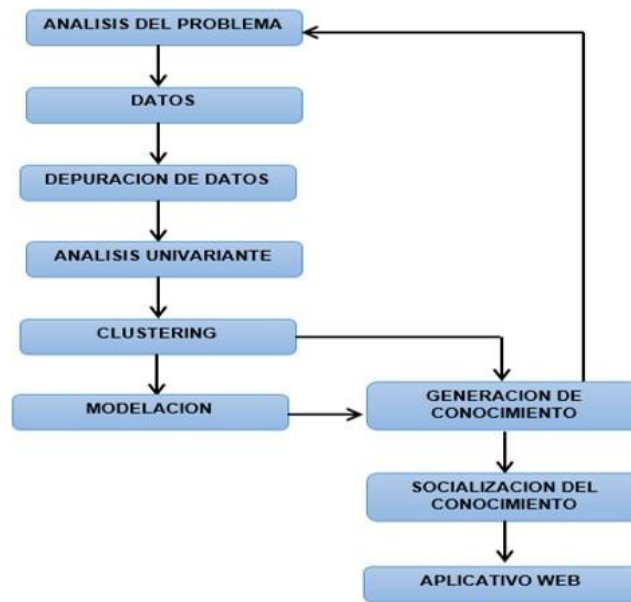 ANALISIS DEL PROBLEMA
DATOS
DEPURACION DE DATOS
ANALISIS UNIVARIANTE
CLUSTERING
MODELACION
GENERACION DE
CONOCIMIENTO
SOCIALIZACION DEL
CONOCIMIENTO
APLICATIVO WEB